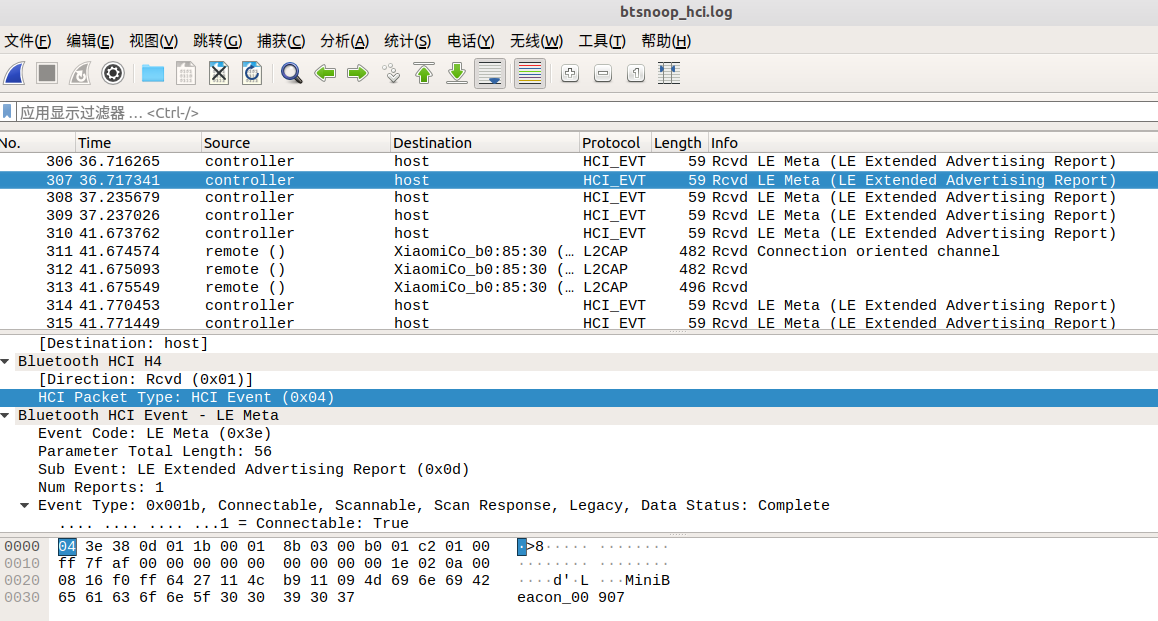 btsnoop_hci.log
文件(F) 编辑(E) 视图(V) 跳转(G) 捕获(C) 分析(A) 统计(S) 电话(Y) 无线(W) 工具(T) 帮助(H)
应用显示过滤器 … <Ctrl-/>
No. Time Source Destination Protocol Length Info
306 36.716265 controller host HCI_EVT 59 Rcvd LE Meta (LE Extended Advertising Report)
307 36.717341 controller host HCI_EVT 59 Rcvd LE Meta (LE Extended Advertising Report)
308 37.235679 controller host HCI_EVT 59 Rcvd LE Meta (LE Extended Advertising Report)
309 37.237026 controller host HCI_EVT 59 Rcvd LE Meta (LE Extended Advertising Report)
310 41.673762 controller host HCI_EVT 59 Rcvd LE Meta (LE Extended Advertising Report)
311 41.674574 remote () XiaomiCo_b0:85:30 (… L2CAP 482 Rcvd Connection oriented channel
312 41.675093 remote () XiaomiCo_b0:85:30 (… L2CAP 482 Rcvd
313 41.675549 remote () XiaomiCo_b0:85:30 (… L2CAP 496 Rcvd
314 41.770453 controller host HCI_EVT 59 Rcvd LE Meta (LE Extended Advertising Report)
315 41.771449 controller host HCI_EVT 59 Rcvd LE Meta (LE Extended Advertising Report)
[Destination: host]
Bluetooth HCI H4
[Direction: Rcvd (0x01)]
HCI Packet Type: HCI Event (0x04)
Bluetooth HCI Event - LE Meta
Event Code: LE Meta (0x3e)
Parameter Total Length: 56
Sub Event: LE Extended Advertising Report (0x0d)
Num Reports: 1
Event Type: 0x001b, Connectable, Scannable, Scan Response, Legacy, Data Status: Complete
.... .... .... ...1 = Connectable: True
0000 04 3e 38 0d 01 1b 00 01 8b 03 00 b0 01 c2 01 00 ·>8····· ········
0010 ff 7f af 00 00 00 00 00 00 00 00 00 1e 02 0a 00 ········ ········
0020 08 16 f0 ff 64 27 11 4c b9 11 09 4d 69 6e 69 42 ····d'·L ···MiniB
0030 65 61 63 6f 6e 5f 30 30 39 30 37 eacon_00 907